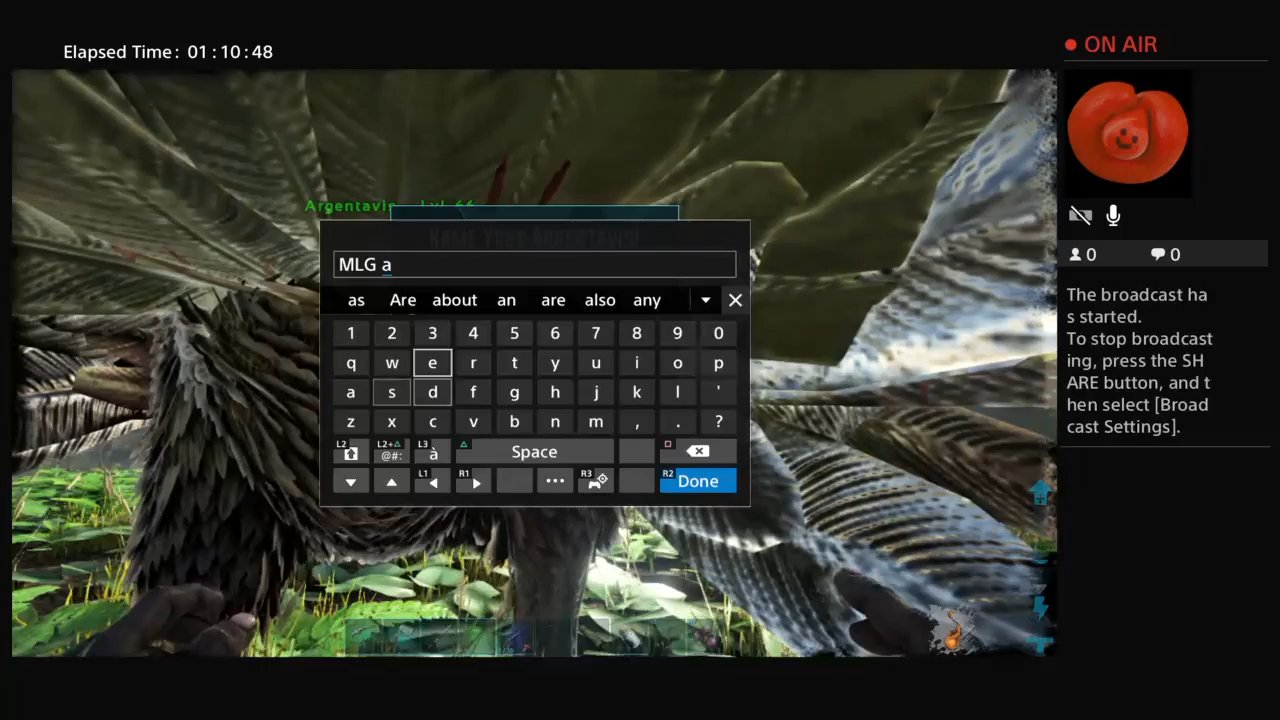 Elapsed Time: 01:10:48
ON AIR
Argentavis Lvl 66
NAME YOUR ARGENTAVIS!
MLG a
as Are about an are also any
1 2 3 4 5 6 7 8 9 0
q w e r t y u i o p
a s d f g h j k l '
z x c v b n m , . ?
L2 L2+△ @#: L3 à △ Space □
L1 R1 ••• R3 R2 Done
0 0
The broadcast ha
s started.
To stop broadcast
ing, press the SH
ARE button, and t
hen select [Broad
cast Settings].